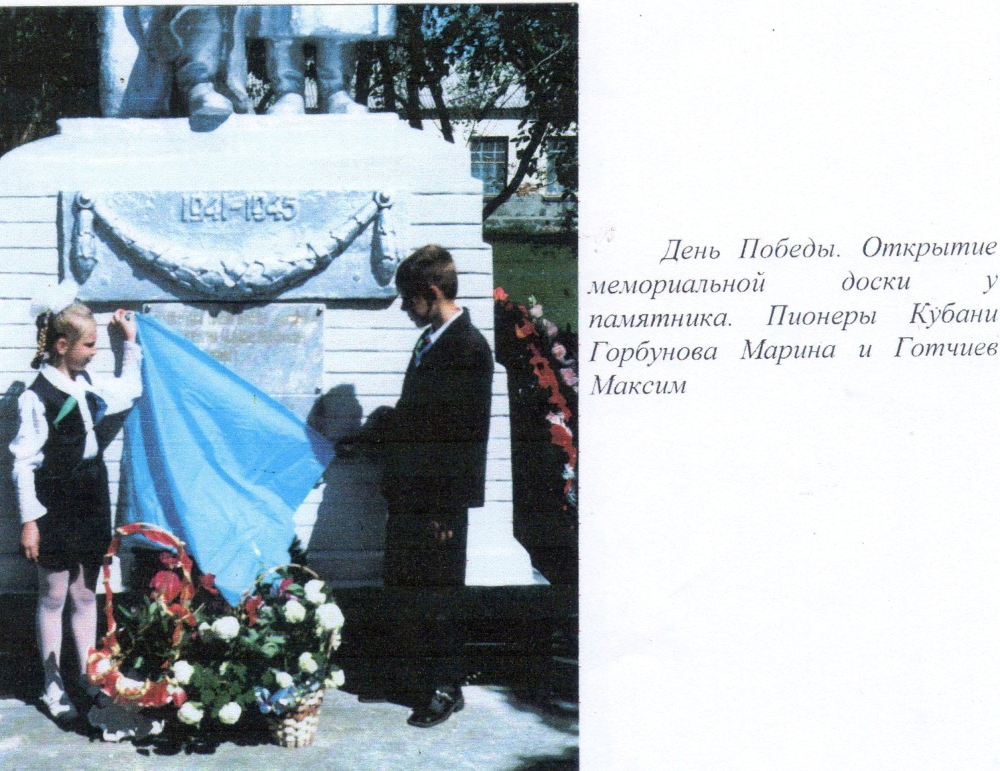 1941-1945
День Победы. Открытие
мемориальной доски у
памятника. Пионеры Кубани
Горбунова Марина и Готчиев
Максим